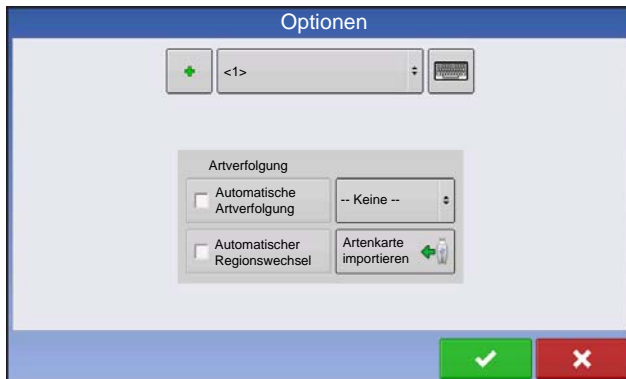 Optionen
<1>
Artverfolgung
Automatische
Artverfolgung
-- Keine --
Automatischer
Regionswechsel
Artenkarte
importieren